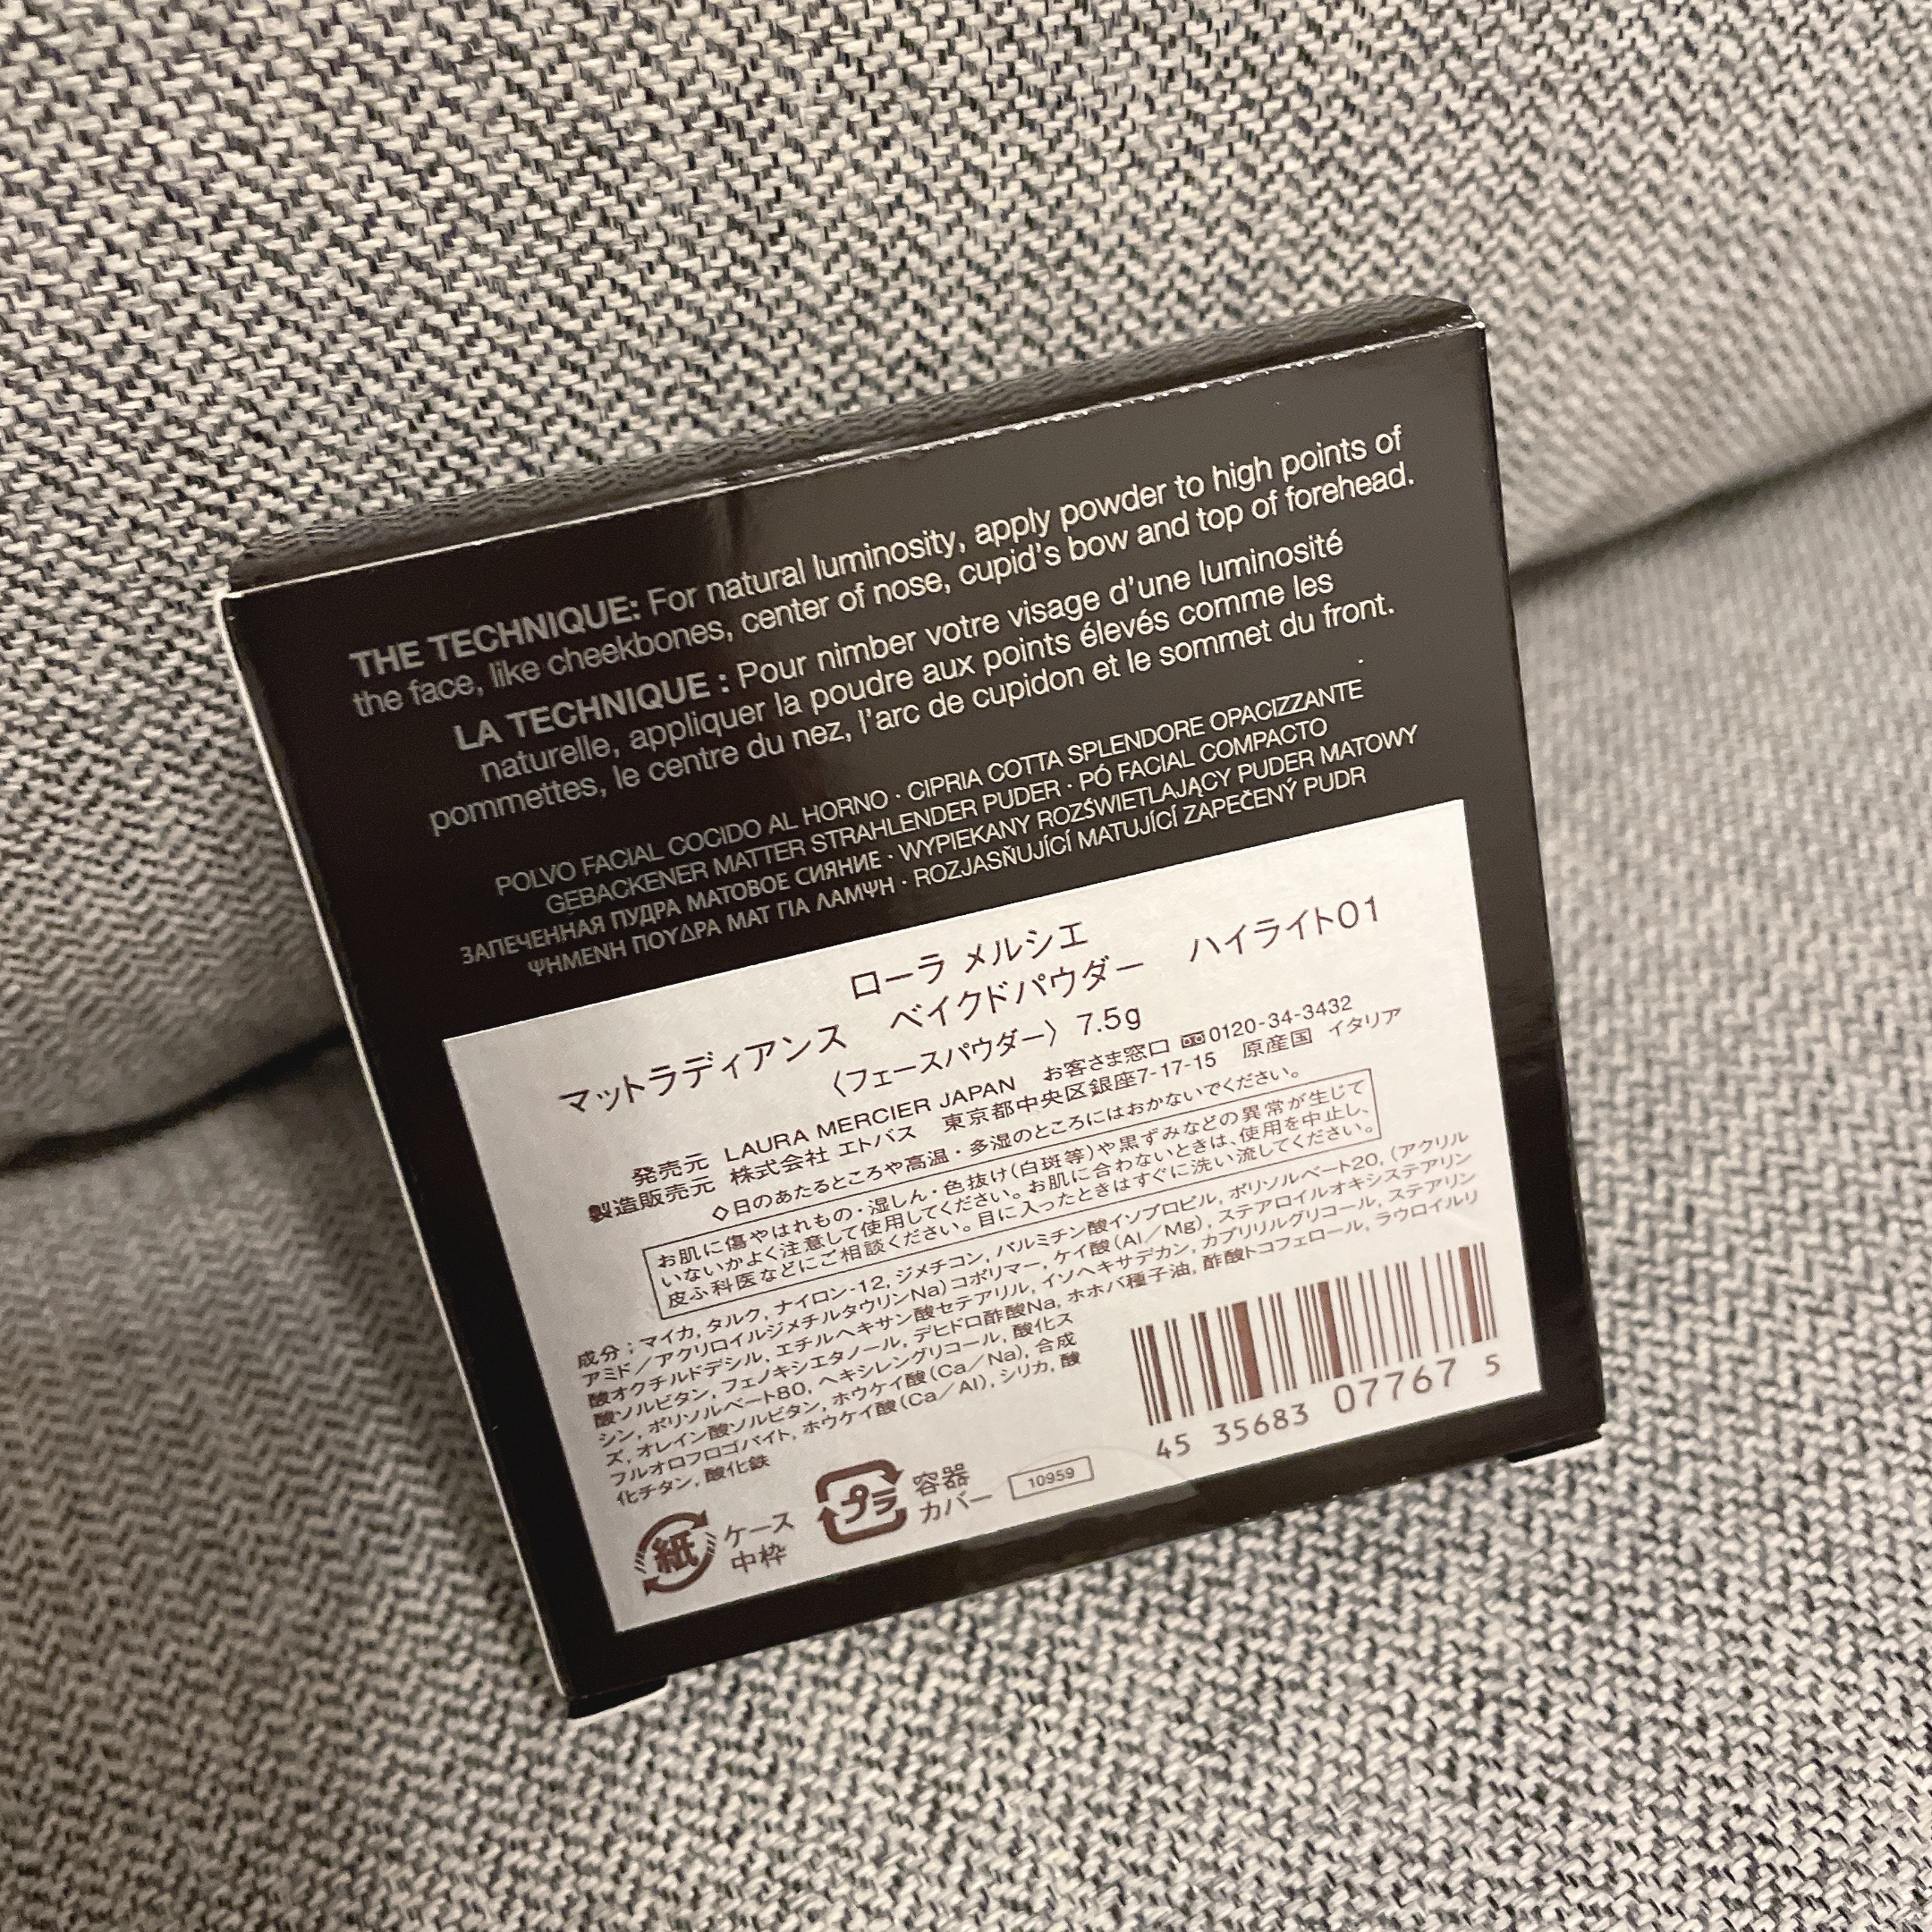 THE TECHNIQUE: For natural luminosity, apply powder to high points of
the face, like cheekbones, center of nose, cupid's bow and top of forehead.
LA TECHNIQUE : Pour nimber votre visage d'une luminosité
naturelle, appliquer la poudre aux points élevés comme les
pommettes, le centre du nez, l'arc de cupidon et le sommet du front.
POLVO FACIAL COCIDO AL HORNO · CIPRIA COTTA SPLENDORE OPACIZZANTE
GEBACKENER MATTER STRAHLENDER PUDER · PÓ FACIAL COMPACTO
ЗАПЕЧЕННАЯ ПУДРА МАТОВОЕ СИЯНИЕ · WYPIEKANY ROZŚWIETLAJĄCY PUDER MATOWY
ΨΗΜΕΝΗ ΠΟΥΔΡΑ ΜΑΤ ΓΙΑ ΛΑΜΨΗ · ROZJASŇUJÍCÍ MATUJÍCÍ ZAPEČENÝ PUDR
ローラ メルシエ
マットラディアンス ベイクドパウダー ハイライト01
〈フェースパウダー〉 7.5g
発売元 LAURA MERCIER JAPAN お客さま窓口 0120-34-3432
製造販売元 株式会社 エトバス 東京都中央区銀座7-17-15 原産国 イタリア
◇日のあたるところや高温・多湿のところにはおかないでください。
お肌に傷やはれもの・湿しん・色抜け(白斑等)や黒ずみなどの異常が生じて
いないかよく注意して使用してください。お肌に合わないときは、使用を中止し、
皮ふ科医などにご相談ください。目に入ったときはすぐに洗い流してください。
成分:マイカ, タルク, ナイロン-12, ジメチコン, パルミチン酸イソプロピル, ポリソルベート20, (アクリル
アミド/アクリロイルジメチルタウリンNa)コポリマー, ケイ酸(Al/Mg), ステアロイルオキシステアリン
酸オクチルドデシル, エチルヘキサン酸セテアリル, イソヘキサデカン, カプリリルグリコール, ステアリン
酸ソルビタン, フェノキシエタノール, デヒドロ酢酸Na, ホホバ種子油, 酢酸トコフェロール, ラウロイルリ
シン, ポリソルベート80, ヘキシレングリコール, 酸化ス
ズ, オレイン酸ソルビタン, ホウケイ酸(Ca/Na), 合成
フルオロフロゴパイト, ホウケイ酸(Ca/Al), シリカ, 酸
化チタン, 酸化鉄
45 35683 07767 5
紙 ケース
中枠
プラ 容器
カバー
10959